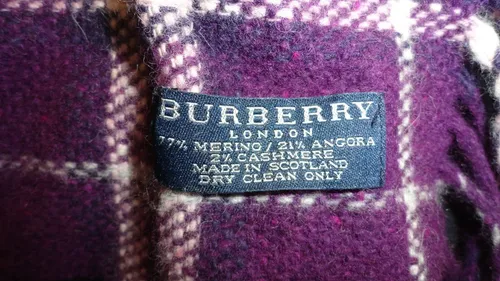 BURBERRY
LONDON
77% MERINO / 21% ANGORA
2% CASHMERE
MADE IN SCOTLAND
DRY CLEAN ONLY